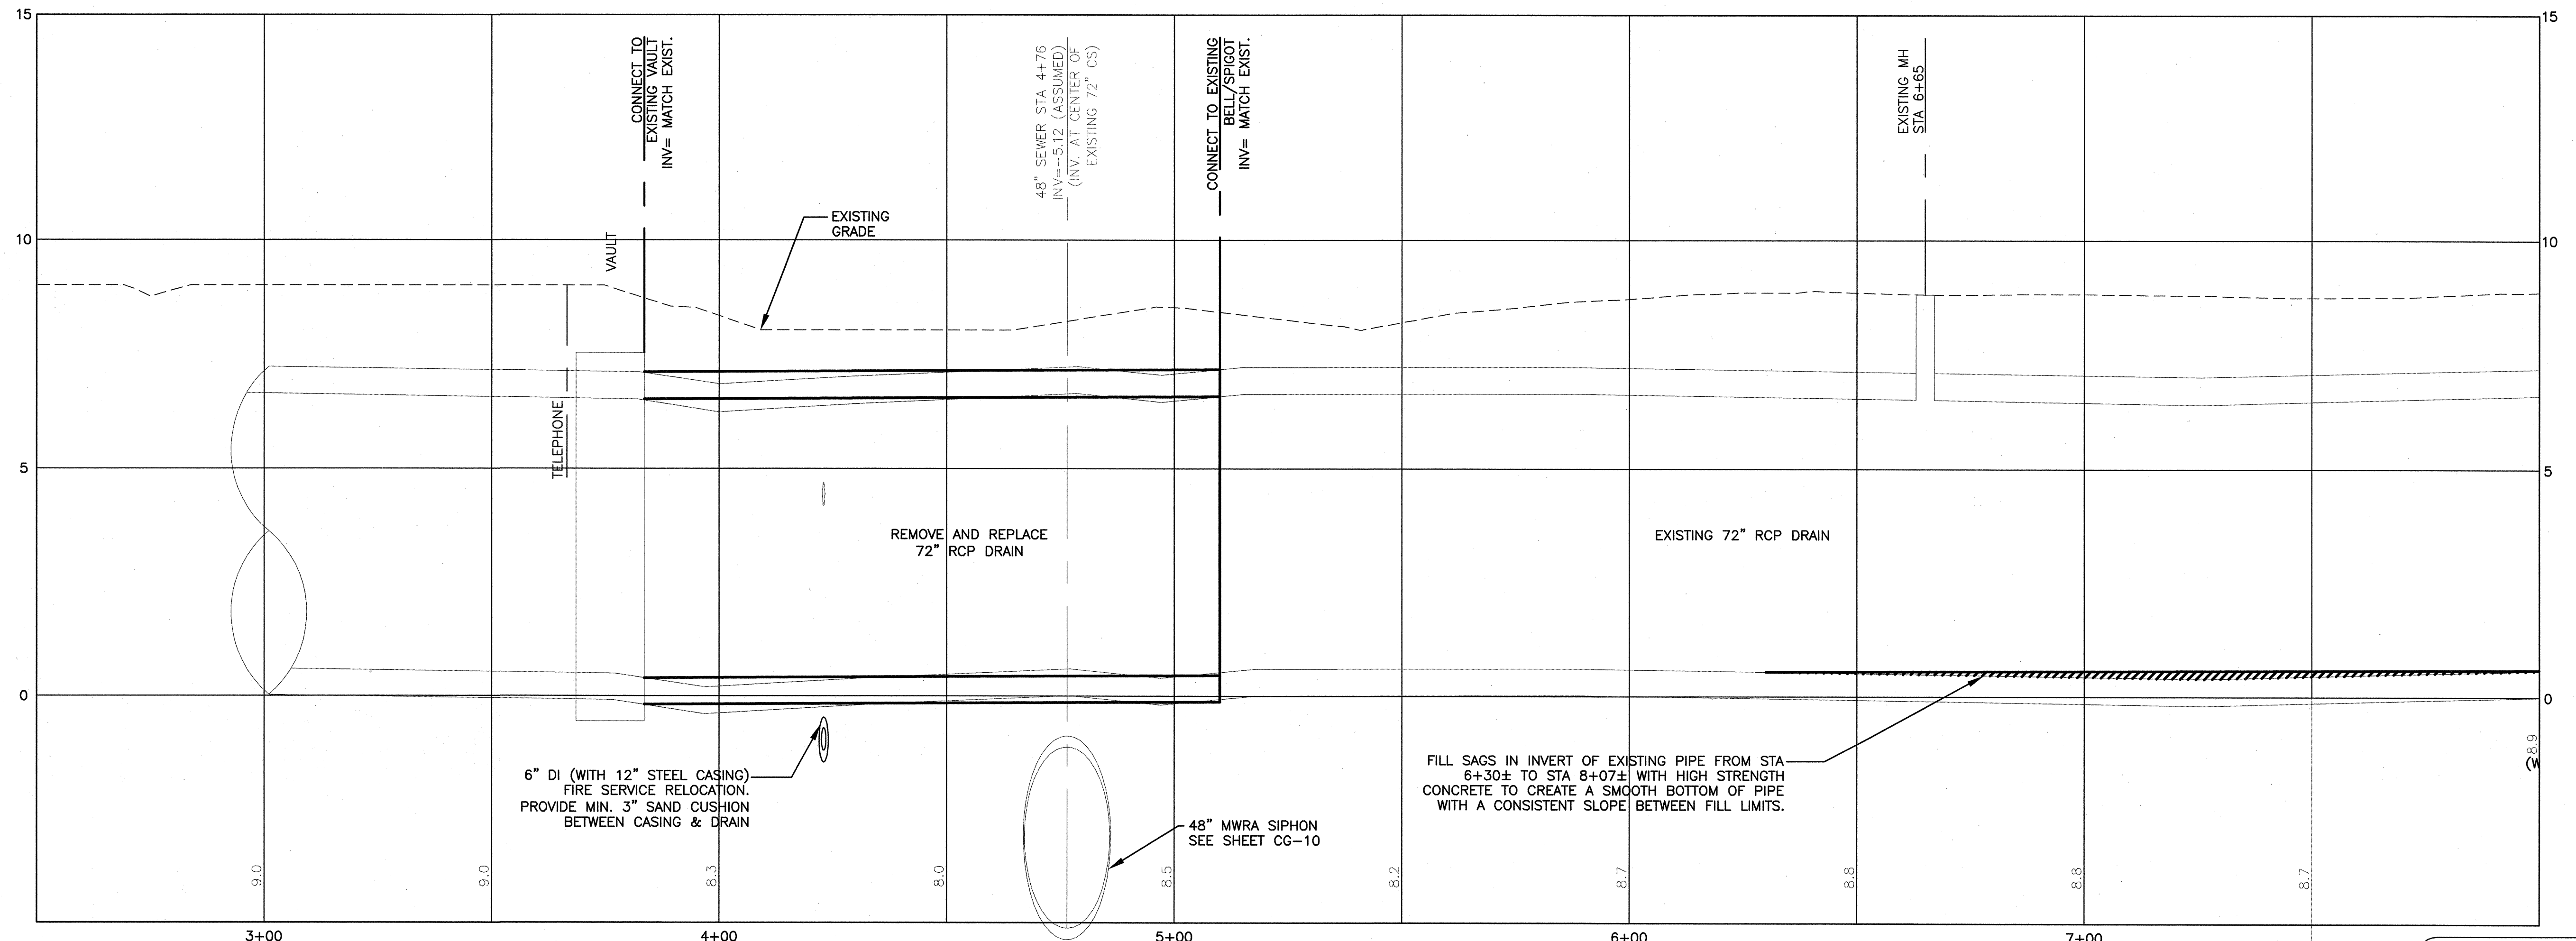 15
15
CONNECT TO
EXISTING VAULT
INV= MATCH EXIST.
48" SEWER STA 4+76
INV=-5.12 (ASSUMED)
(INV. AT CENTER OF
EXISTING 72" CS)
CONNECT TO EXISTING
BELL/SPIGOT
INV= MATCH EXIST.
EXISTING MH
STA 6+65
EXISTING
GRADE
VAULT
10
10
TELEPHONE
5
5
REMOVE AND REPLACE
72" RCP DRAIN
EXISTING 72" RCP DRAIN
0
0
6" DI (WITH 12" STEEL CASING)
FIRE SERVICE RELOCATION.
PROVIDE MIN. 3" SAND CUSHION
BETWEEN CASING & DRAIN
48" MWRA SIPHON
SEE SHEET CG-10
FILL SAGS IN INVERT OF EXISTING PIPE FROM STA
6+30± TO STA 8+07± WITH HIGH STRENGTH
CONCRETE TO CREATE A SMOOTH BOTTOM OF PIPE
WITH A CONSISTENT SLOPE BETWEEN FILL LIMITS.
9.0
9.0
8.3
8.0
8.5
8.2
8.7
8.8
8.8
8.7
8.9
(W
3+00
4+00
5+00
6+00
7+00